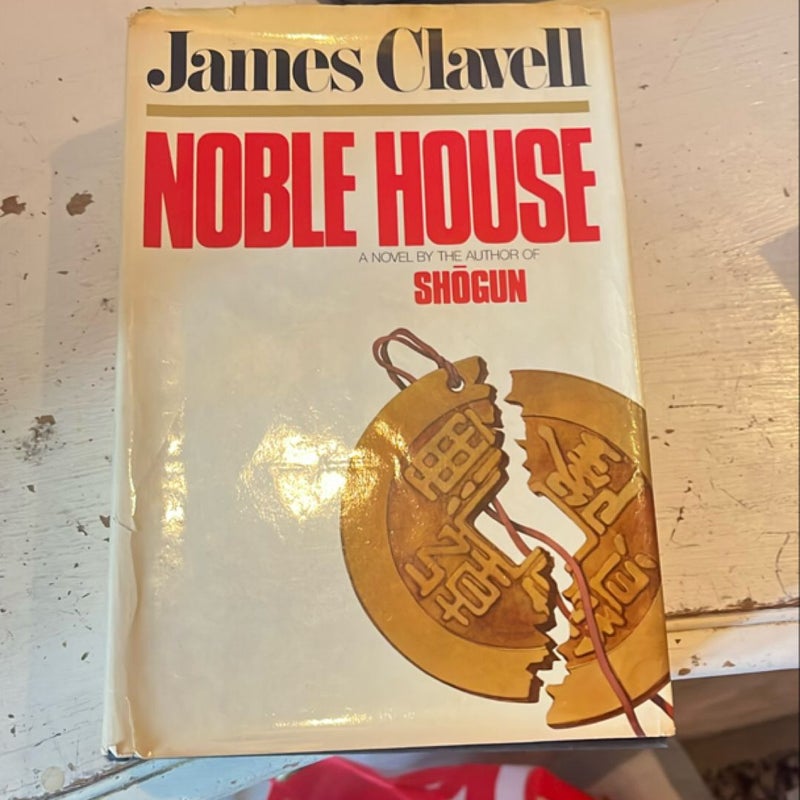 James Clavell
NOBLE HOUSE
A NOVEL BY THE AUTHOR OF
SHŌGUN